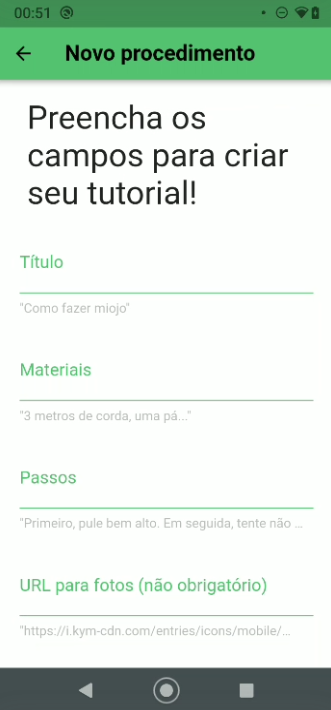 00:51
Novo procedimento
Preencha os
campos para criar
seu tutorial!
Título
"Como fazer miojo"
Materiais
"3 metros de corda, uma pá..."
Passos
"Primeiro, pule bem alto. Em seguida, tente não ...
URL para fotos (não obrigatório)
"https://i.kym-cdn.com/entries/icons/mobile/...